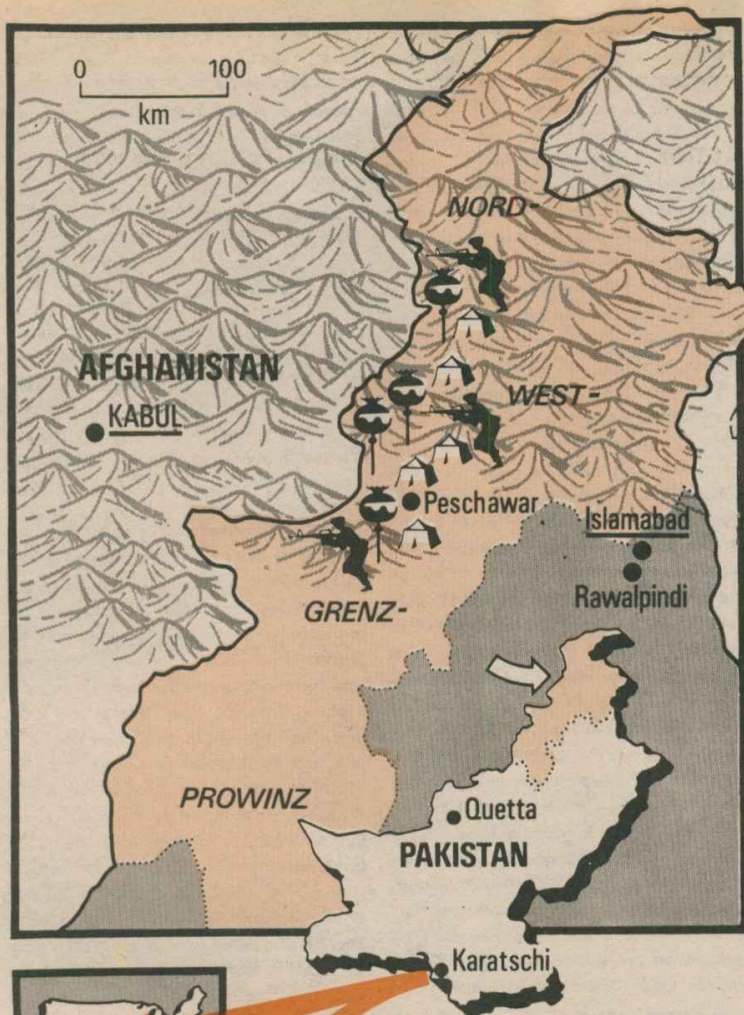 0 100
km
NORD-
AFGHANISTAN
KABUL
WEST-
Peschawar
Islamabad
Rawalpindi
GRENZ-
PROWINZ
Quetta
PAKISTAN
Karatschi